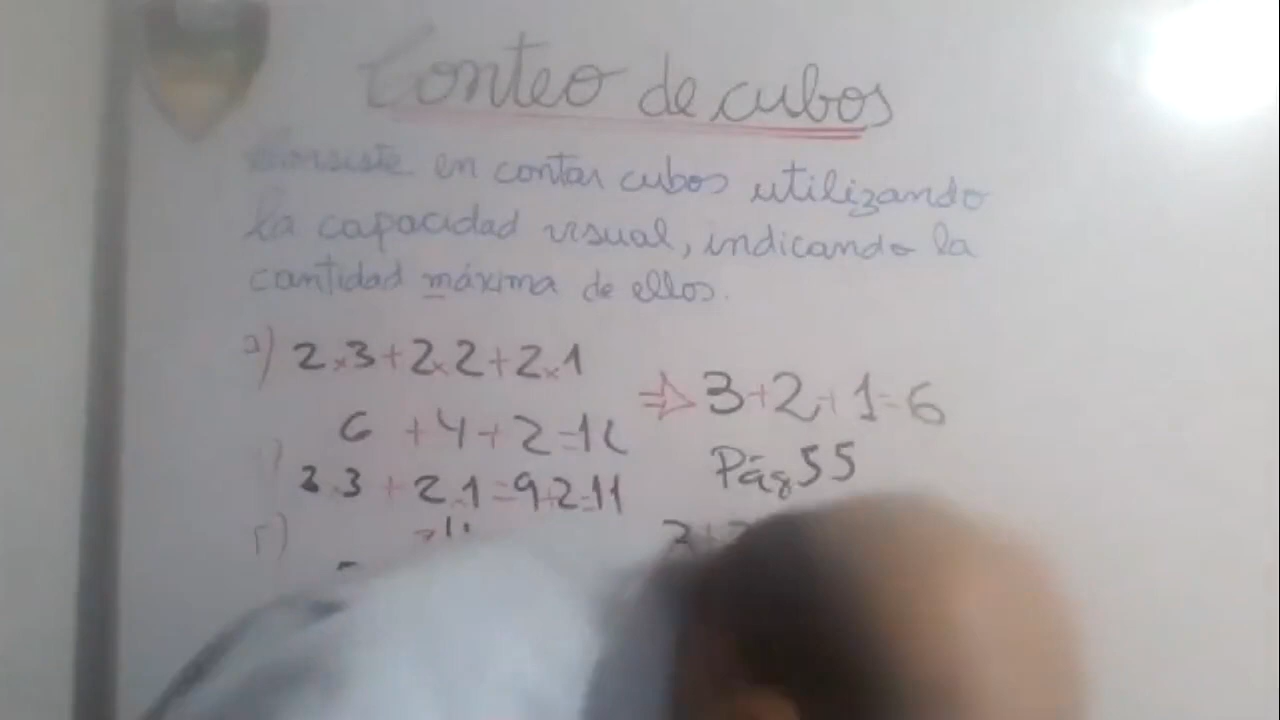 Conteo de cubos
Consiste en contar cubos utilizando
la capacidad visual, indicando la
cantidad máxima de ellos.
a) 2x3+2x2+2x1
6 +4+2=12
⇒ 3+2+1=6
3.3 + 2.1=9+2=11
Pág 55